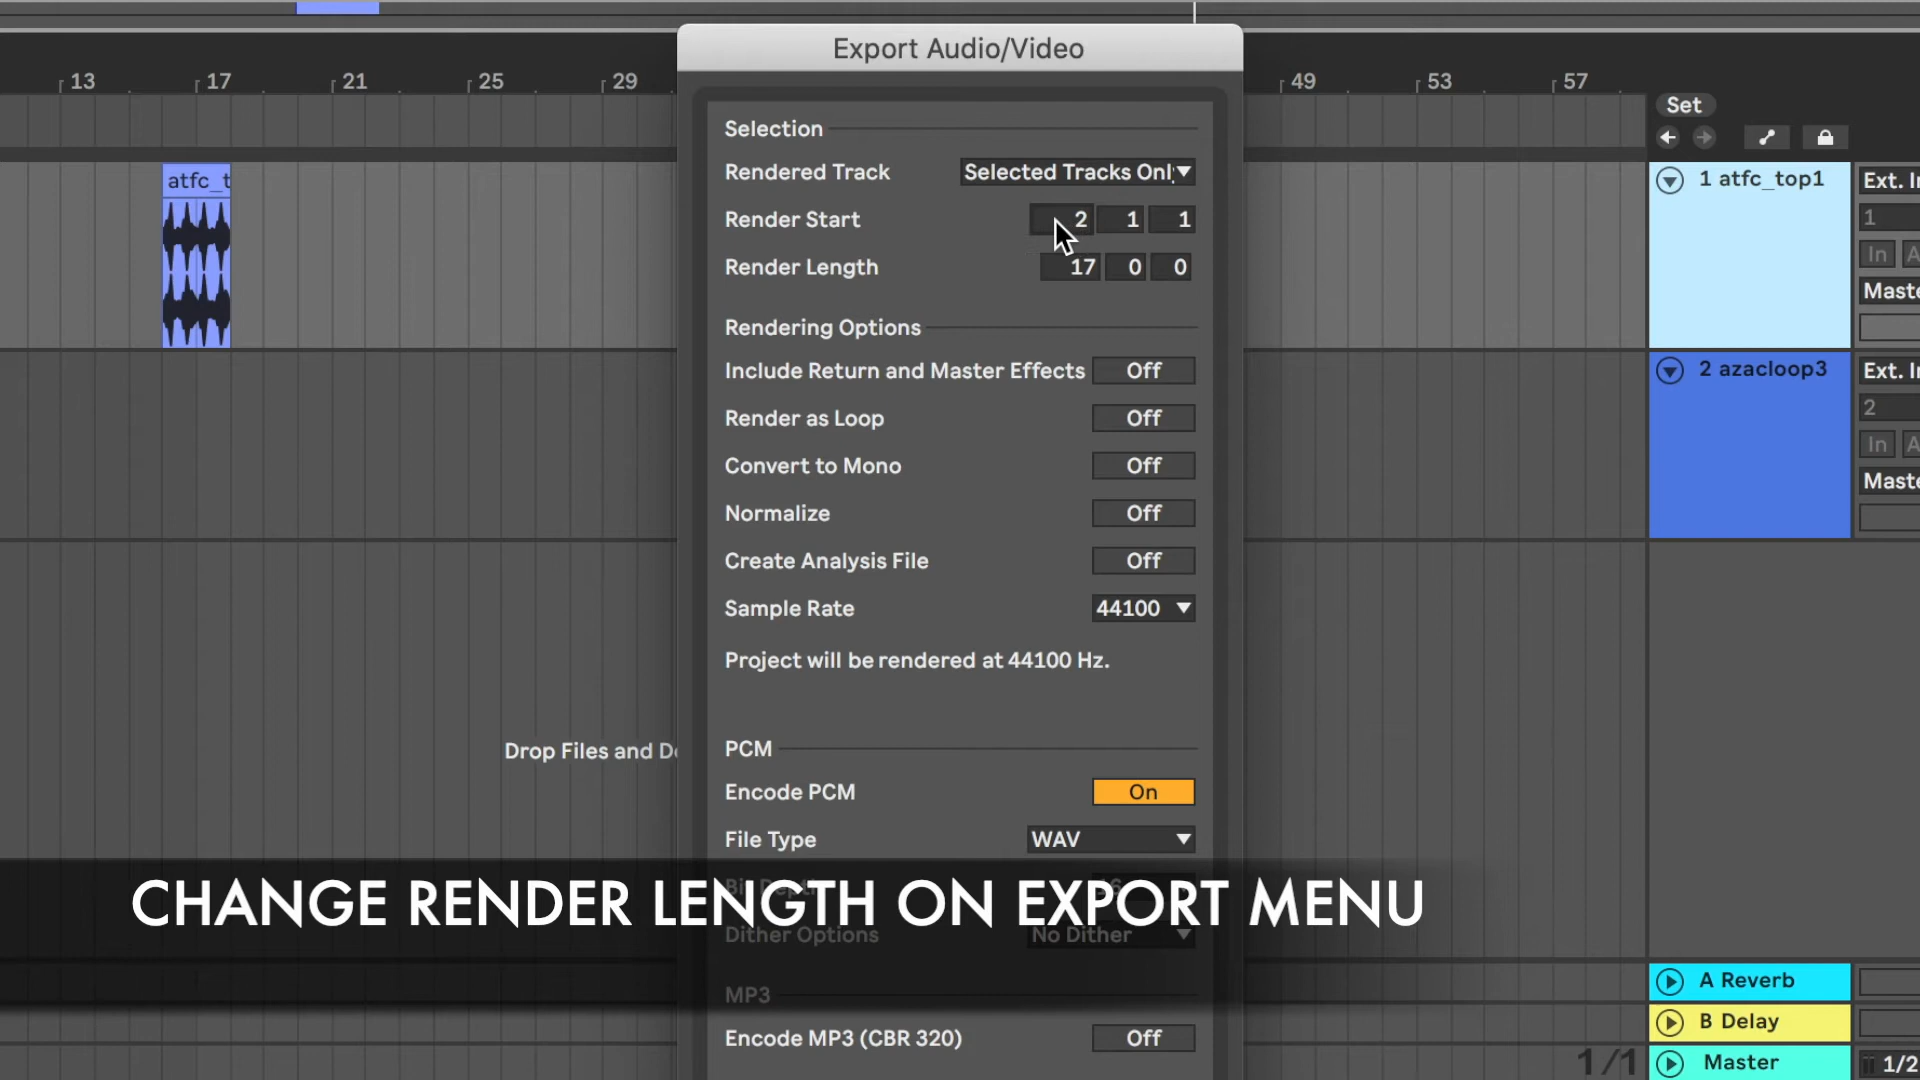 Export Audio/Video
13 17 21 25 29 49 53 57
Set
Selection
Rendered Track Selected Tracks Onl
Render Start 2 1 1
Render Length 17 0 0
atfc_t
1 atfc_top1
Ext. I
1
In A
Maste
Rendering Options
Include Return and Master Effects Off
Render as Loop Off
Convert to Mono Off
Normalize Off
Create Analysis File Off
Sample Rate 44100
Project will be rendered at 44100 Hz.
2 azacloop3
Ext. I
2
In A
Maste
Drop Files and De
PCM
Encode PCM On
File Type WAV
CHANGE RENDER LENGTH ON EXPORT MENU
Dither Options No Dither
MP3
Encode MP3 (CBR 320) Off
A Reverb
B Delay
1/1
Master
1/2